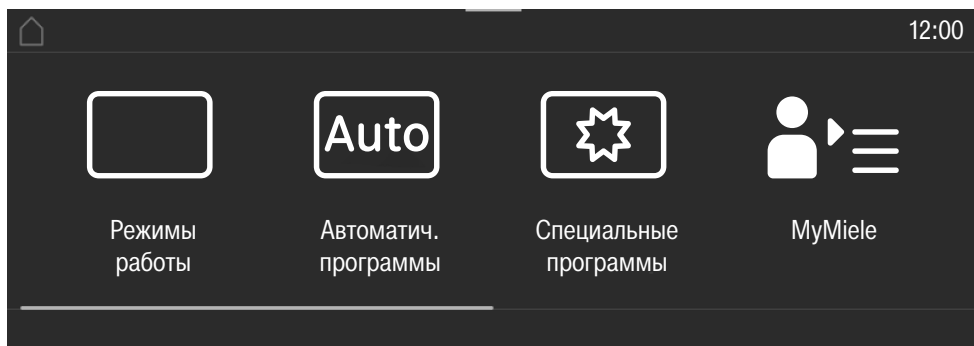 12:00
Auto
Режимы
работы
Автоматич.
программы
Специальные
программы
MyMiele